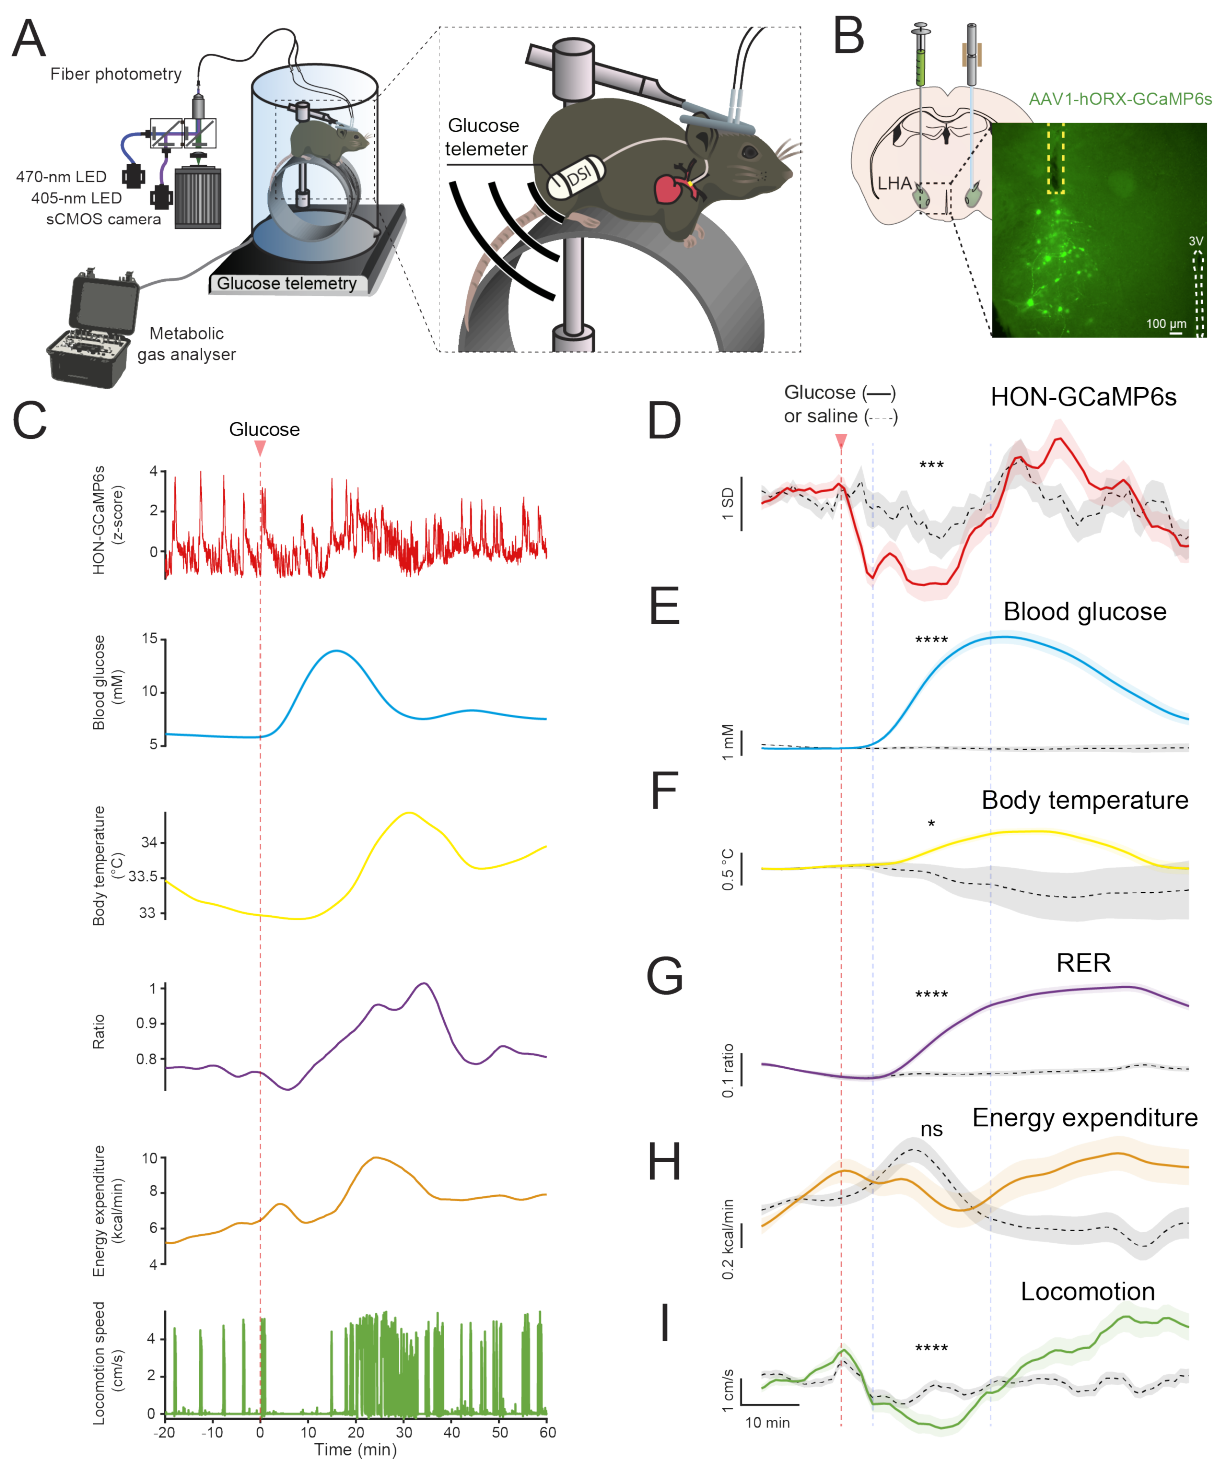 A
Fiber photometry
470-nm LED
405-nm LED
sCMOS camera
Glucose telemetry
Metabolic
gas analyser
Glucose
telemeter
DSI
B
AAV1-hORX-GCaMP6s
LHA
3V
100 µm
C
Glucose
HON-GCaMP6s
(z-score)
4
2
0
Blood glucose
(mM)
15
10
5
Body temperature
(°C)
34
33.5
33
Ratio
1
0.9
0.8
Energy expenditure
(kcal/min)
10
8
6
4
Locomotion speed
(cm/s)
4
2
0
-20 -10 0 10 20 30 40 50 60
Time (min)
D
Glucose (—)
or saline (---)
HON-GCaMP6s
***
1 SD
E
Blood glucose
****
1 mM
F
Body temperature
*
0.5 °C
G
RER
****
0.1 ratio
H
Energy expenditure
ns
0.2 kcal/min
I
Locomotion
****
1 cm/s
10 min